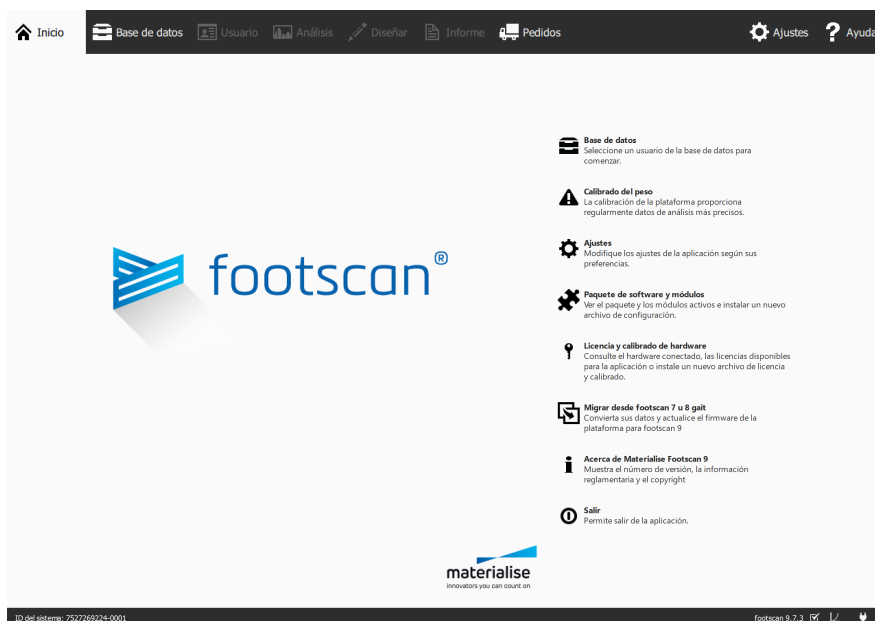 Inicio Base de datos Usuario Análisis Diseñar Informe Pedidos Ajustes Ayuda
Base de datos
Seleccione un usuario de la base de datos para
comenzar.
Calibrado del peso
La calibración de la plataforma proporciona
regularmente datos de análisis más precisos.
Ajustes
Modifique los ajustes de la aplicación según sus
preferencias.
Paquete de software y módulos
Ver el paquete y los módulos activos e instalar un nuevo
archivo de configuración.
Licencia y calibrado de hardware
Consulte el hardware conectado, las licencias disponibles
para la aplicación o instale un nuevo archivo de licencia
y calibrado.
Migrar desde footscan 7 u 8 gait
Convierta sus datos y actualice el firmware de la
plataforma para footscan 9
Acerca de Materialise Footscan 9
Muestra el número de versión, la información
reglamentaria y el copyright
Salir
Permite salir de la aplicación.
footscan®
materialise
innovators you can count on
ID del sistema: 7527269224-0001 footscan 9.7.3